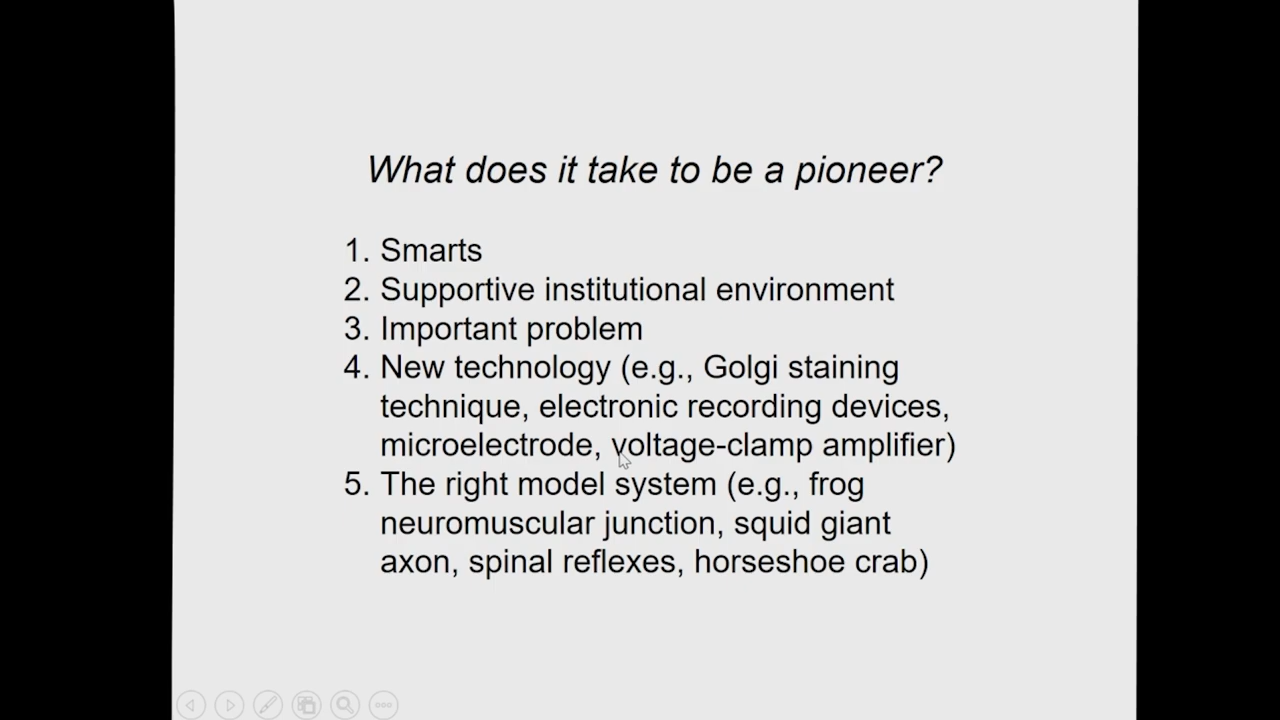 What does it take to be a pioneer?
1. Smarts
2. Supportive institutional environment
3. Important problem
4. New technology (e.g., Golgi staining
technique, electronic recording devices,
microelectrode, voltage-clamp amplifier)
5. The right model system (e.g., frog
neuromuscular junction, squid giant
axon, spinal reflexes, horseshoe crab)